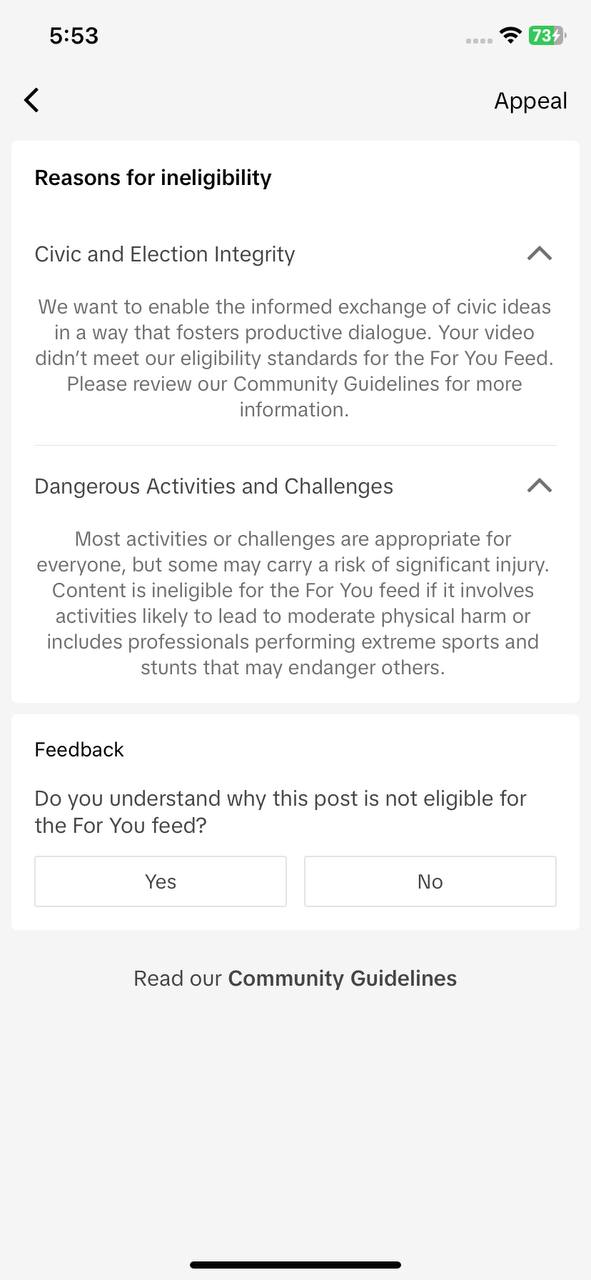 5:53
73
Appeal
Reasons for ineligibility
Civic and Election Integrity
We want to enable the informed exchange of civic ideas
in a way that fosters productive dialogue. Your video
didn’t meet our eligibility standards for the For You Feed.
Please review our Community Guidelines for more
information.
Dangerous Activities and Challenges
Most activities or challenges are appropriate for
everyone, but some may carry a risk of significant injury.
Content is ineligible for the For You feed if it involves
activities likely to lead to moderate physical harm or
includes professionals performing extreme sports and
stunts that may endanger others.
Feedback
Do you understand why this post is not eligible for
the For You feed?
Yes
No
Read our Community Guidelines